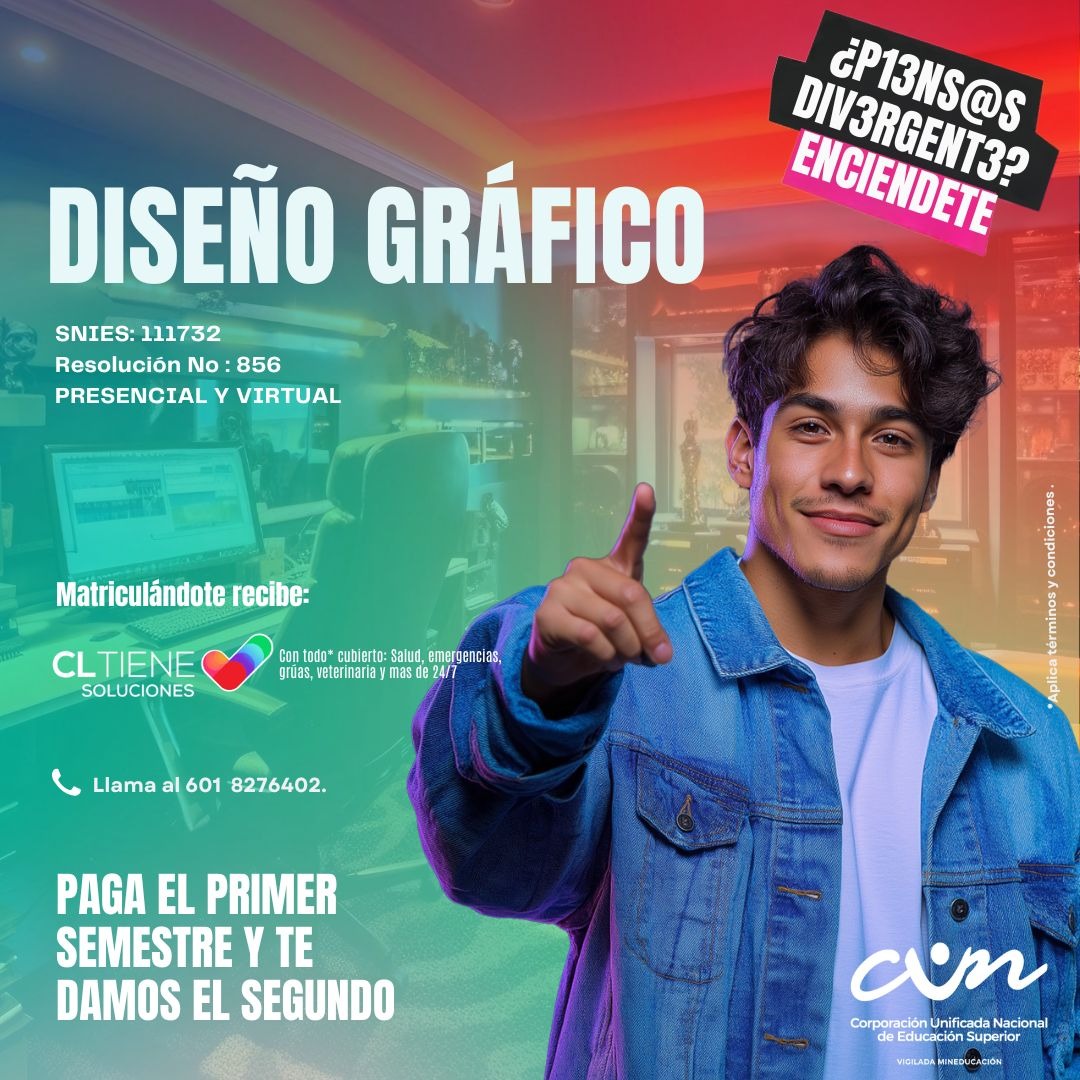 ¿P13NS@S
DIV3RGENT3?
ENCIENDETE
DISEÑO GRÁFICO
SNIES: 111732
Resolución No : 856
PRESENCIAL Y VIRTUAL
Matriculándote recibe:
CLTIENE
SOLUCIONES
Con todo* cubierto: Salud, emergencias,
grúas, veterinaria y mas de 24/7
Llama al 601 8276402.
PAGA EL PRIMER
SEMESTRE Y TE
DAMOS EL SEGUNDO
*Aplica términos y condiciones .
cun
Corporación Unificada Nacional
de Educación Superior
VIGILADA MINEDUCACIÓN